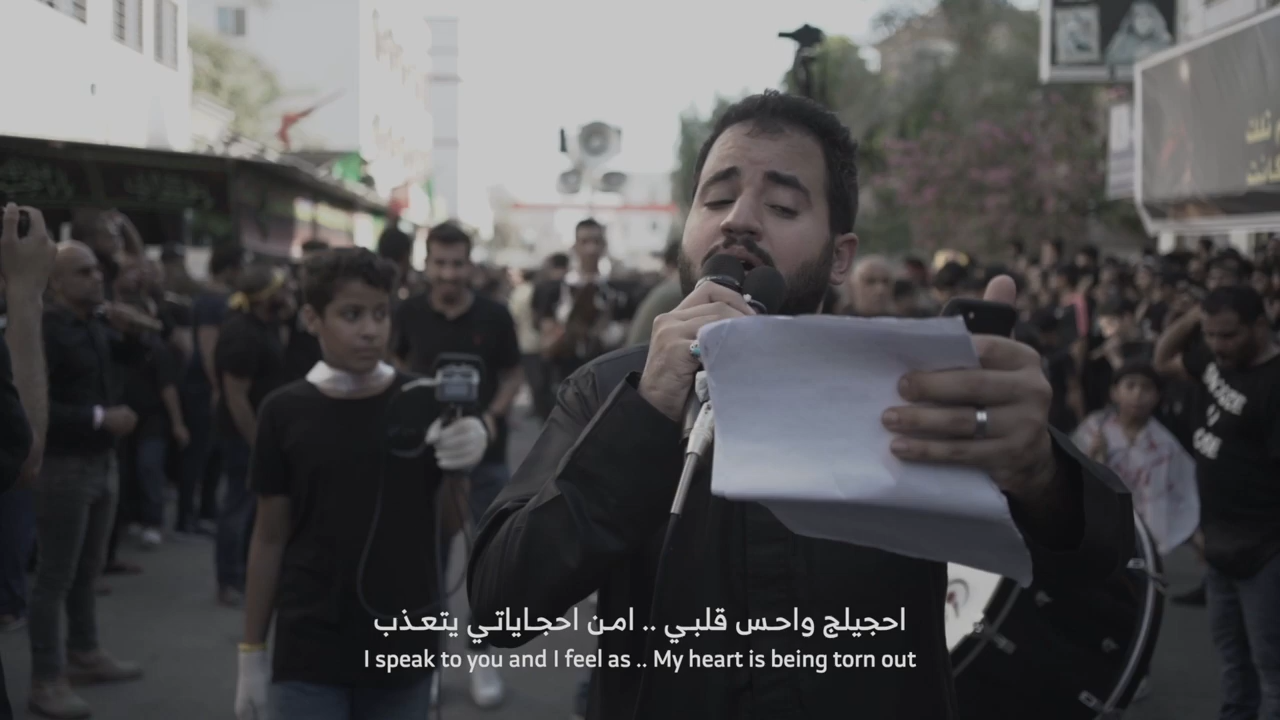 احجيلج واحس قلبي .. امن احجاياتي يتعذب
I speak to you and I feel as .. My heart is being torn out